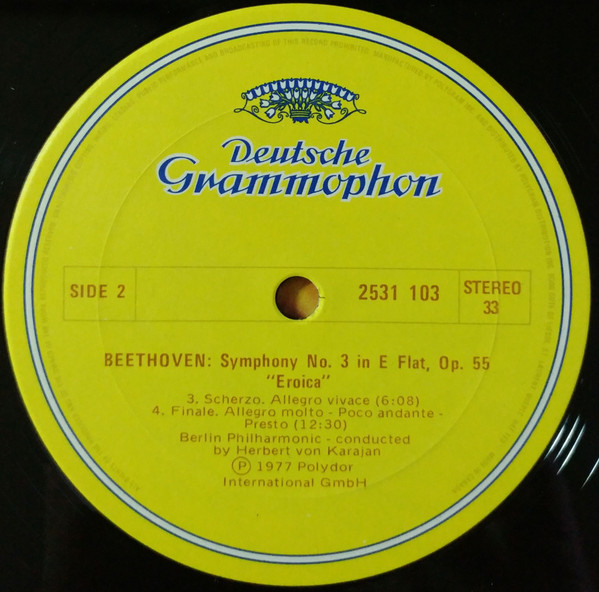 Deutsche
Grammophon
SIDE 2
2531 103
STEREO
33
BEETHOVEN: Symphony No. 3 in E Flat, Op. 55
"Eroica"
3. Scherzo. Allegro vivace (6:08)
4. Finale. Allegro molto - Poco andante -
Presto (12:30)
Berlin Philharmonic - conducted
by Herbert von Karajan
Ⓟ 1977 Polydor
International GmbH